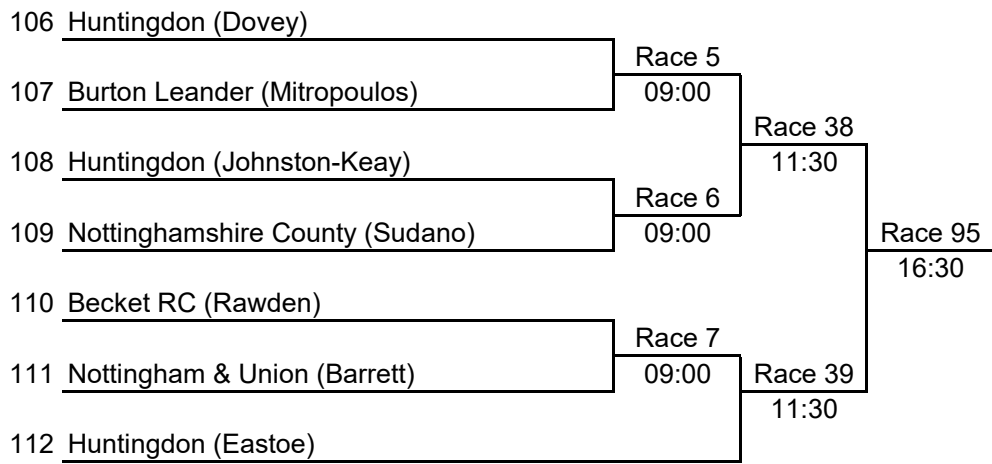 106 Huntingdon (Dovey)
Race 5
107 Burton Leander (Mitropoulos)
09:00
Race 38
108 Huntingdon (Johnston-Keay)
11:30
Race 6
109 Nottinghamshire County (Sudano)
09:00
Race 95
16:30
110 Becket RC (Rawden)
Race 7
111 Nottingham & Union (Barrett)
09:00
Race 39
11:30
112 Huntingdon (Eastoe)